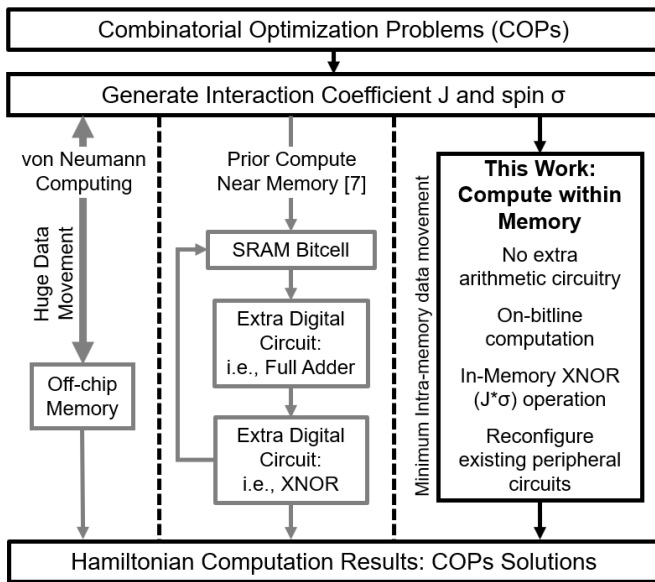 Combinatorial Optimization Problems (COPs)
Generate Interaction Coefficient J and spin σ
von Neumann
Computing
Huge Data
Movement
Off-chip
Memory
Prior Compute
Near Memory [7]
SRAM Bitcell
Extra Digital
Circuit:
i.e., Full Adder
Extra Digital
Circuit:
i.e., XNOR
Minimum Intra-memory data movement
This Work:
Compute within
Memory
No extra
arithmetic circuitry
On-bitline
computation
In-Memory XNOR
(J*σ) operation
Reconfigure
existing peripheral
circuits
Hamiltonian Computation Results: COPs Solutions